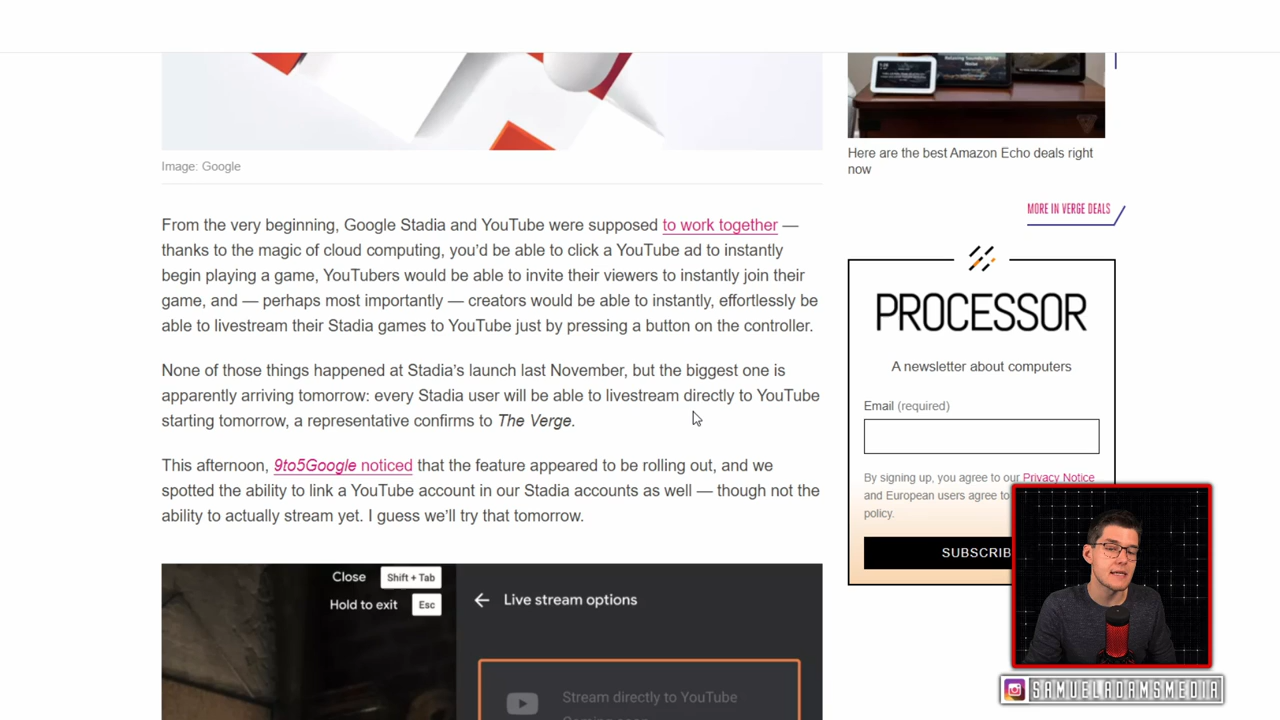 Image: Google
From the very beginning, Google Stadia and YouTube were supposed to work together —
thanks to the magic of cloud computing, you’d be able to click a YouTube ad to instantly
begin playing a game, YouTubers would be able to invite their viewers to instantly join their
game, and — perhaps most importantly — creators would be able to instantly, effortlessly be
able to livestream their Stadia games to YouTube just by pressing a button on the controller.
None of those things happened at Stadia’s launch last November, but the biggest one is
apparently arriving tomorrow: every Stadia user will be able to livestream directly to YouTube
starting tomorrow, a representative confirms to The Verge.
This afternoon, 9to5Google noticed that the feature appeared to be rolling out, and we
spotted the ability to link a YouTube account in our Stadia accounts as well — though not the
ability to actually stream yet. I guess we’ll try that tomorrow.
Close Shift + Tab
Hold to exit Esc
Live stream options
Stream directly to YouTube
Here are the best Amazon Echo deals right
now
MORE IN VERGE DEALS
PROCESSOR
A newsletter about computers
Email (required)
By signing up, you agree to our Privacy Notice
and European users agree to
policy.
SUBSCRIB
SAMUELADAMSMEDIA